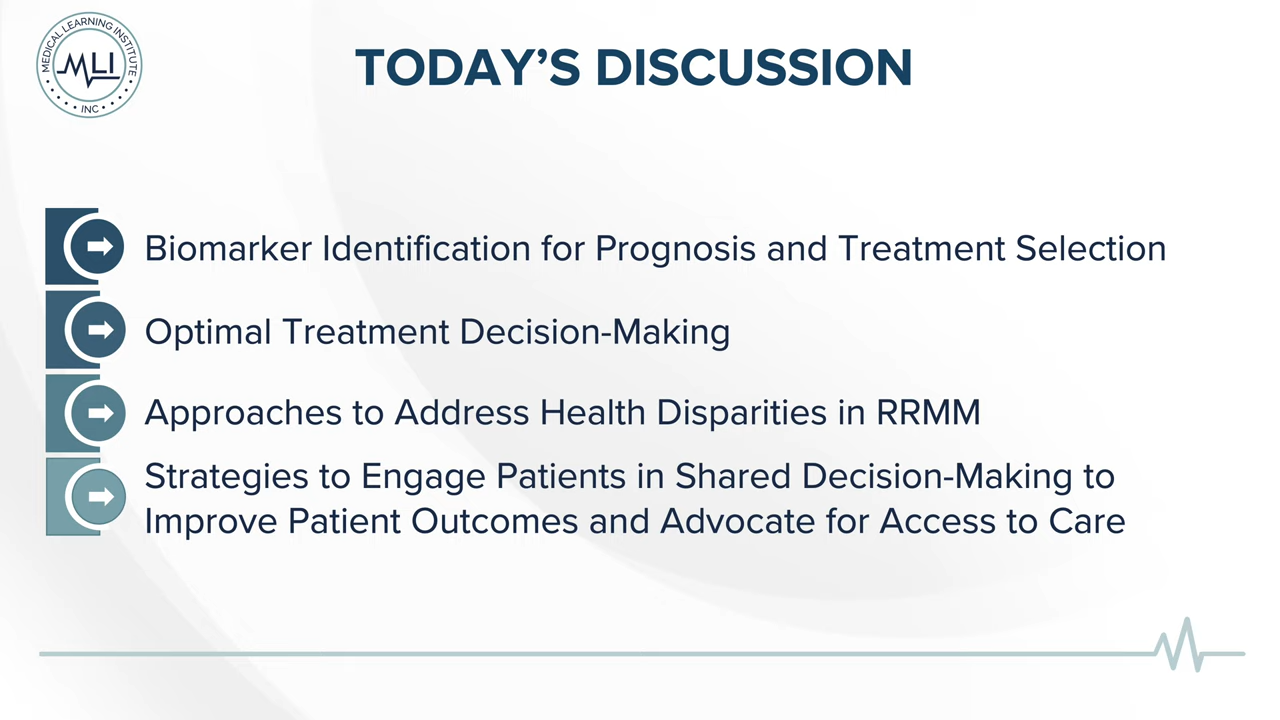 MEDICAL LEARNING INSTITUTE
MLI
INC
TODAY’S DISCUSSION
Biomarker Identification for Prognosis and Treatment Selection
Optimal Treatment Decision-Making
Approaches to Address Health Disparities in RRMM
Strategies to Engage Patients in Shared Decision-Making to
Improve Patient Outcomes and Advocate for Access to Care